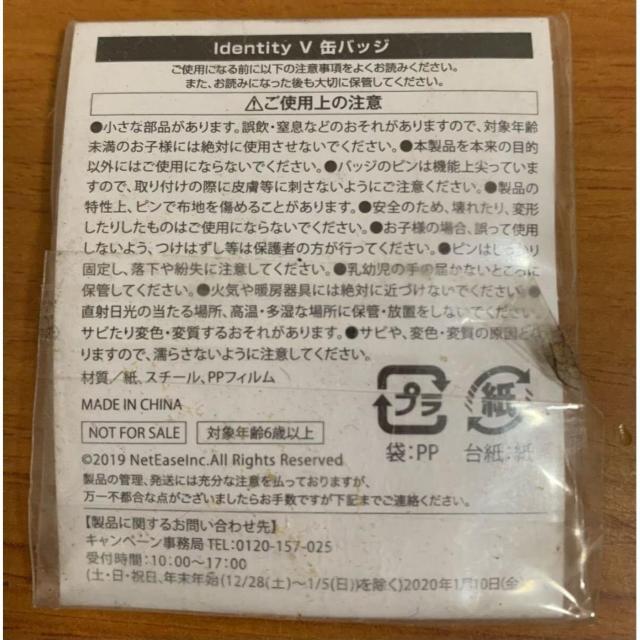 Identity V 缶バッジ
ご使用になる前に以下の注意事項をよくお読みください。
また、お読みになった後も大切に保管してください。
⚠ご使用上の注意
●小さな部品があります。誤飲・窒息などのおそれがありますので、対象年齢
未満のお子様には絶対に使用させないでください。●本製品を本来の目的
以外にはご使用にならないでください。●バッジのピンは機能上尖っていま
すので、取り付けの際に皮膚等に刺さないようにご注意ください。●製品の
特性上、ピンで布地を傷めることがあります。●安全のため、壊れたり、変形
したりしたものはご使用にならないでください。●お子様の場合、誤って使用
しないよう、つけはずし等は保護者の方が行ってください。●ピンはしっかり
固定し、落下や紛失に注意してください。●乳幼児の手の届かないところに
保管してください。●火気や暖房器具には絶対に近づけないでください。●
直射日光の当たる場所、高温・多湿な場所に保管・放置をしないでください。
サビたり変色・変質するおそれがあります。●サビや、変色・変質の原因とな
りますので、濡らさないように注意してください。
材質／紙、スチール、PPフィルム
MADE IN CHINA
NOT FOR SALE 対象年齢6歳以上
プラ 紙
袋:PP 台紙:紙
©2019 NetEaseInc.All Rights Reserved
製品の管理、発送には充分な注意を払っておりますが、
万一不都合な点がございましたらお手数ですが下記までご連絡ください。
【製品に関するお問い合わせ先】
キャンペーン事務局 TEL:0120-157-025
受付時間:10:00〜17:00
(土・日・祝日、年末年始(12/28(土)〜1/5(日))を除く)2020年1月10日(金)